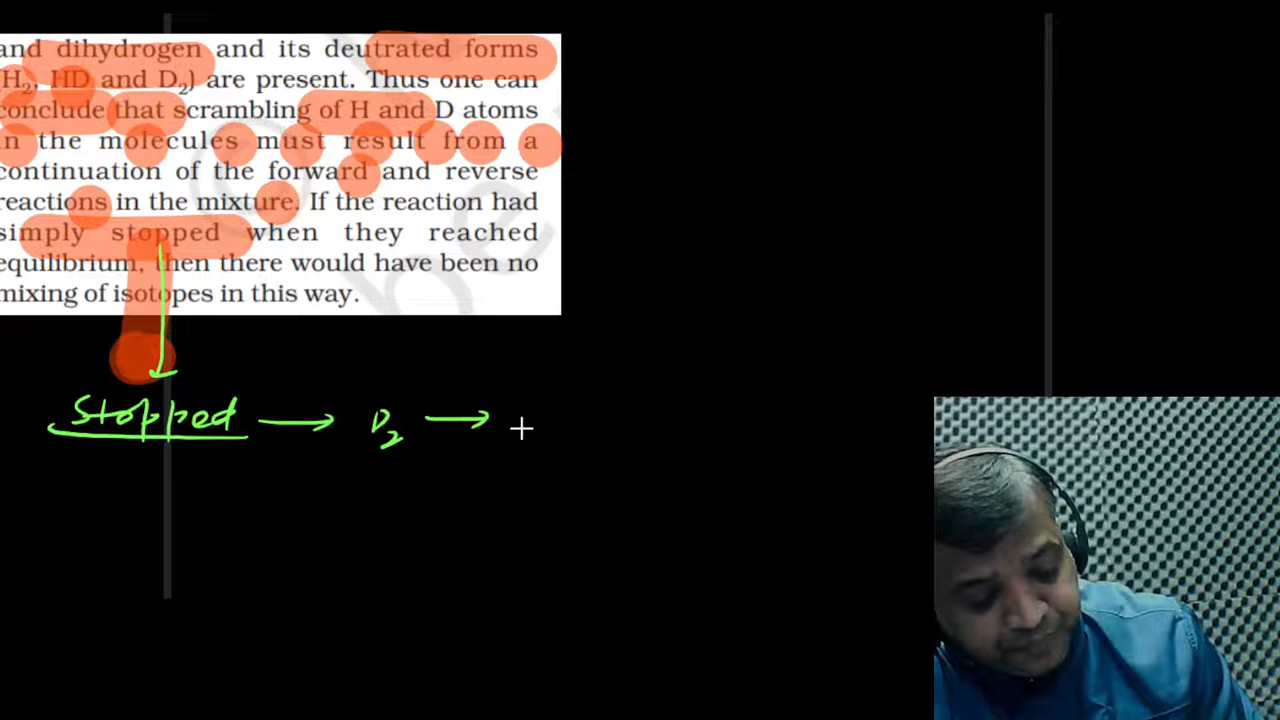 and dihydrogen and its deutrated forms
(H₂, HD and D₂) are present. Thus one can
conclude that scrambling of H and D atoms
in the molecules must result from a
continuation of the forward and reverse
reactions in the mixture. If the reaction had
simply stopped when they reached
equilibrium, then there would have been no
mixing of isotopes in this way.
Stopped → D₂ →